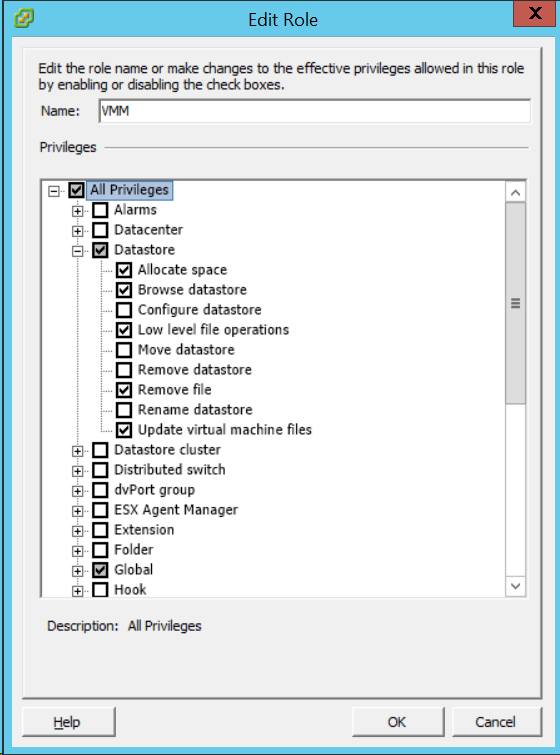 Edit Role
X
Edit the role name or make changes to the effective privileges allowed in this role
by enabling or disabling the check boxes.
Name: VMM
Privileges
All Privileges
Alarms
Datacenter
Datastore
Allocate space
Browse datastore
Configure datastore
Low level file operations
Move datastore
Remove datastore
Remove file
Rename datastore
Update virtual machine files
Datastore cluster
Distributed switch
dvPort group
ESX Agent Manager
Extension
Folder
Global
Hook
Description: All Privileges
Help OK Cancel